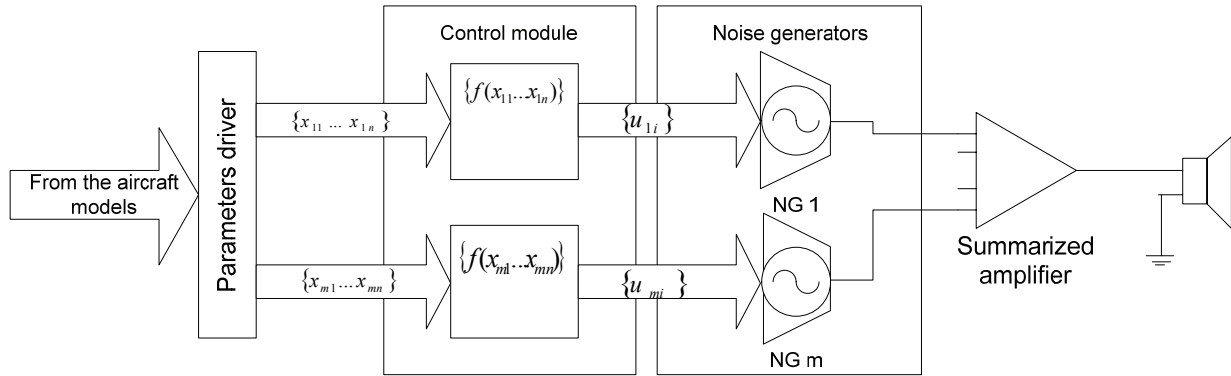 Control module
Noise generators
From the aircraft
models
Parameters driver
{x₁₁ ... x₁ₙ}
{f(x₁₁...x₁ₙ)}
{u₁ᵢ}
NG 1
{xₘ₁...xₘₙ}
{f(xₘ₁...xₘₙ)}
{uₘᵢ}
NG m
Summarized
amplifier